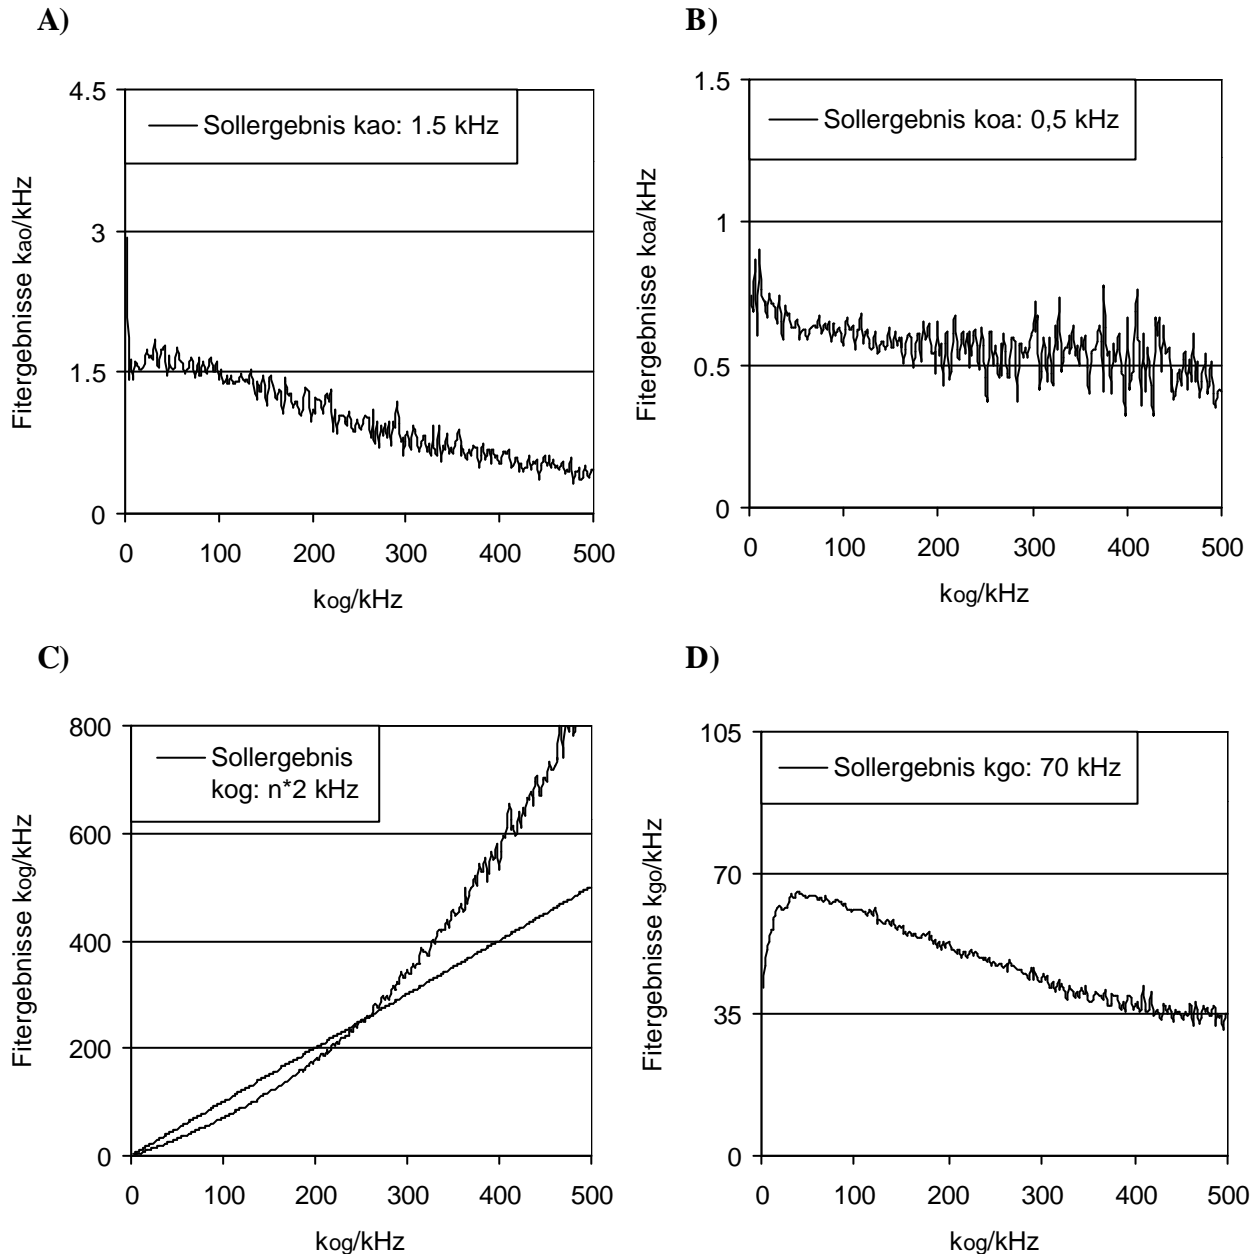 A)
4.5
3
1.5
0
Sollergebnis kao: 1.5 kHz
Fitergebnisse kao/kHz
0 100 200 300 400 500
kog/kHz
B)
1.5
1
0.5
0
Sollergebnis koa: 0,5 kHz
Fitergebnisse koa/kHz
0 100 200 300 400 500
kog/kHz
C)
800
600
400
200
0
Sollergebnis
kog: n*2 kHz
Fitergebnisse kog/kHz
0 100 200 300 400 500
kog/kHz
D)
105
70
35
0
Sollergebnis kgo: 70 kHz
Fitergebnisse kgo/kHz
0 100 200 300 400 500
kog/kHz